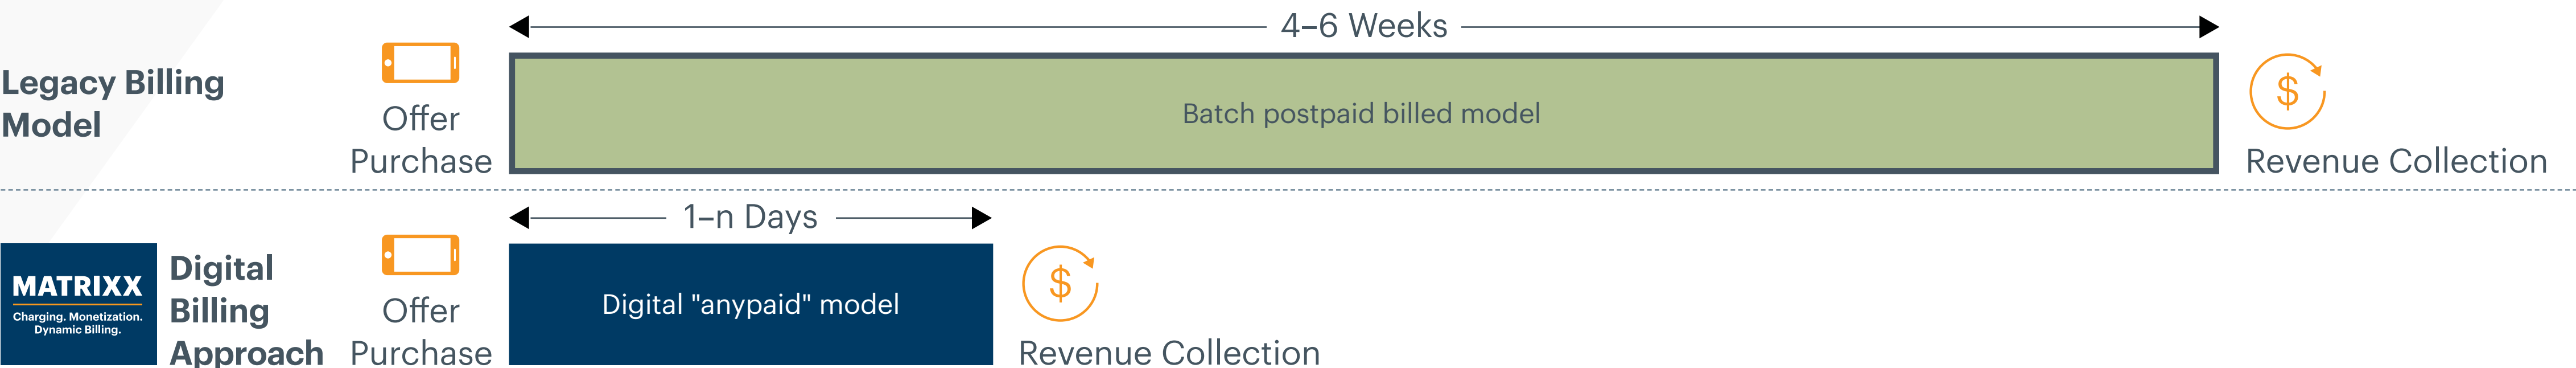 4–6 Weeks
Legacy Billing
Model
Offer
Purchase
Batch postpaid billed model
$
Revenue Collection
1–n Days
MATRIXX
Charging. Monetization.
Dynamic Billing.
Digital
Billing
Approach
Offer
Purchase
Digital "anypaid" model
$
Revenue Collection